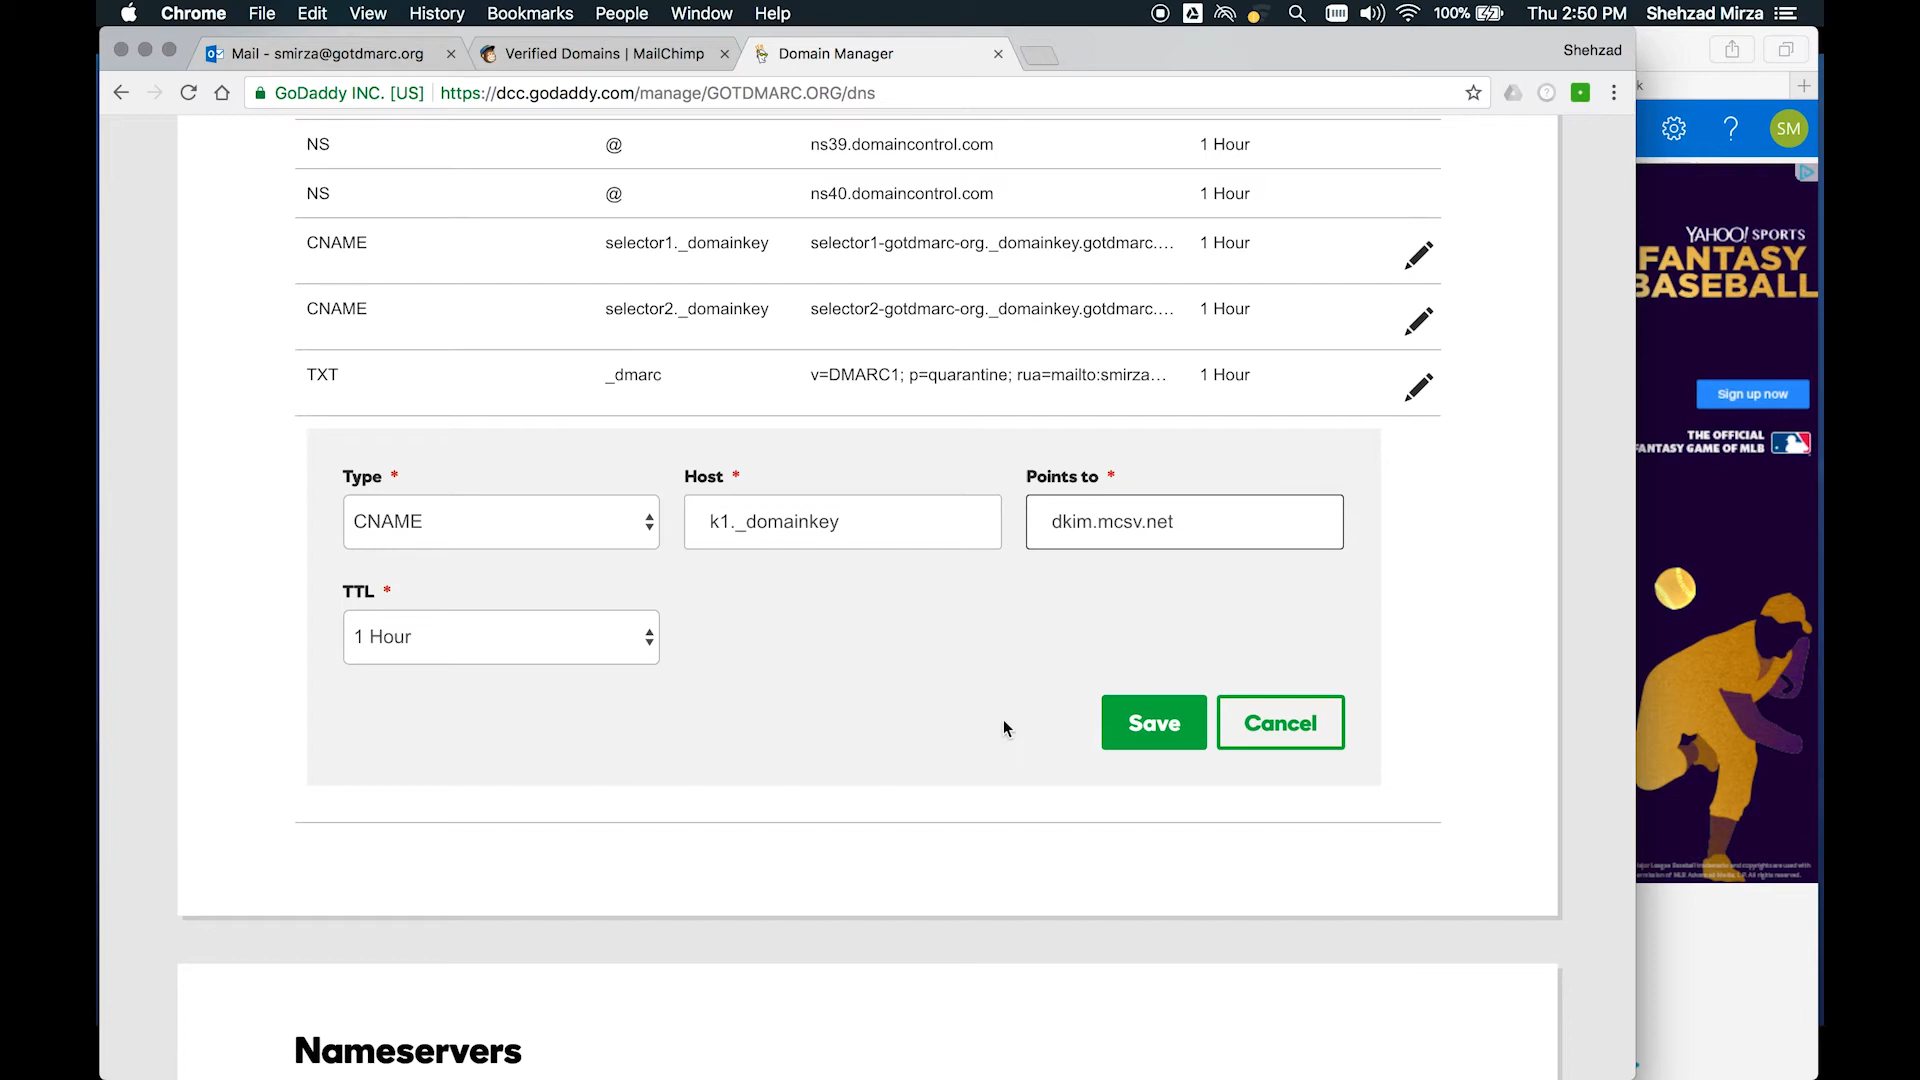 Chrome File Edit View History Bookmarks People Window Help 100% Thu 2:50 PM Shehzad Mirza
Mail - smirza@gotdmarc.org Verified Domains | MailChimp Domain Manager Shehzad
GoDaddy INC. [US] https://dcc.godaddy.com/manage/GOTDMARC.ORG/dns
k
SM
NS @ ns39.domaincontrol.com 1 Hour
NS @ ns40.domaincontrol.com 1 Hour
CNAME selector1._domainkey selector1-gotdmarc-org._domainkey.gotdmarc.... 1 Hour
CNAME selector2._domainkey selector2-gotdmarc-org._domainkey.gotdmarc.... 1 Hour
TXT _dmarc v=DMARC1; p=quarantine; rua=mailto:smirza... 1 Hour
Type * Host * Points to *
CNAME k1._domainkey dkim.mcsv.net
TTL *
1 Hour
Save Cancel
Nameservers
YAHOO! SPORTS
FANTASY
BASEBALL
Sign up now
THE OFFICIAL
FANTASY GAME OF MLB